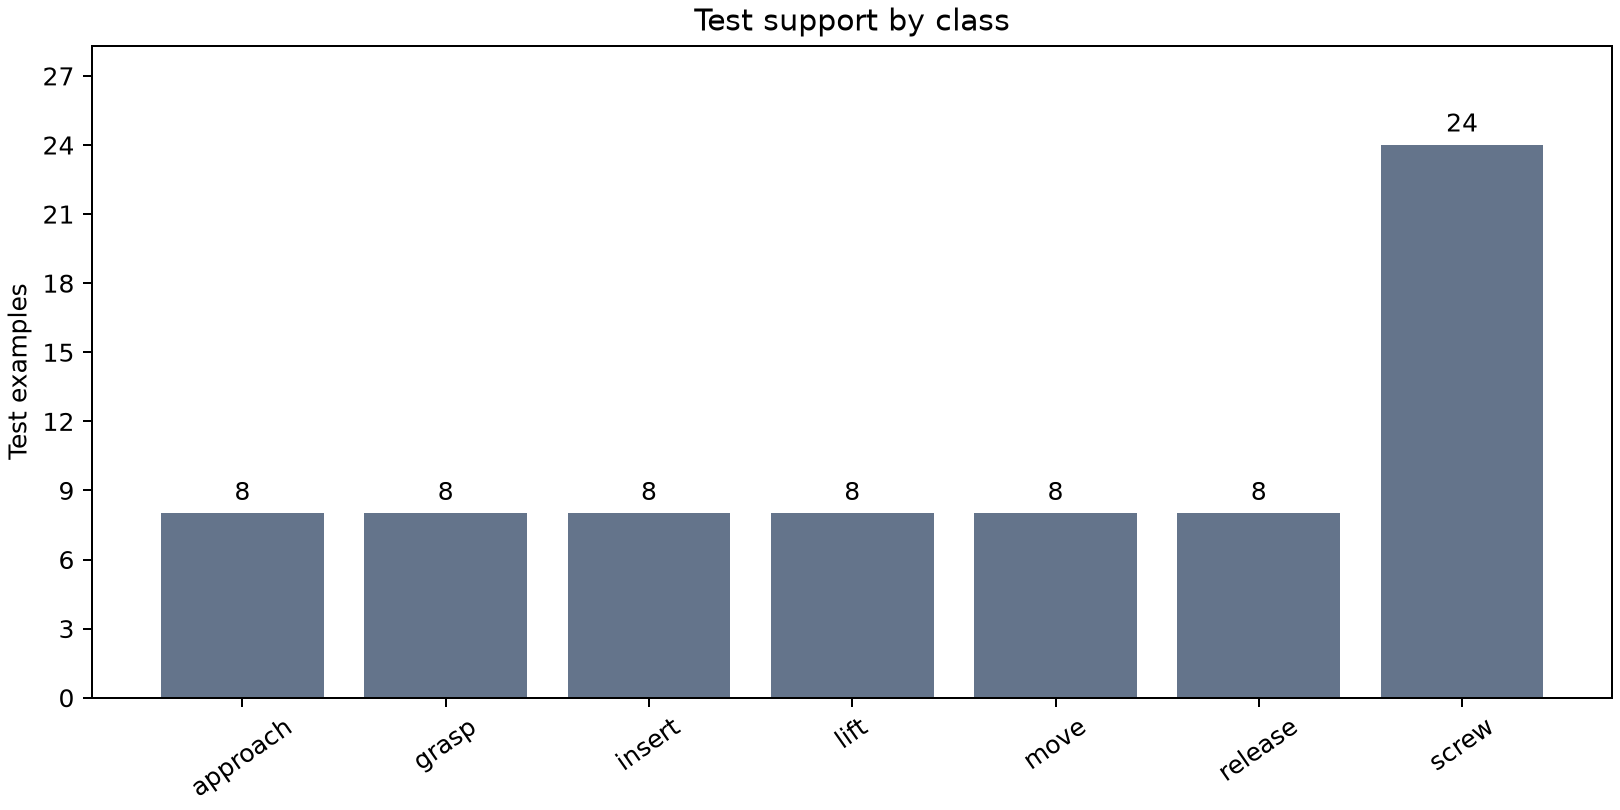 Test support by class
Test examples
27
24
21
18
15
12
9
6
3
0
8
8
8
8
8
8
24
approach
grasp
insert
lift
move
release
screw